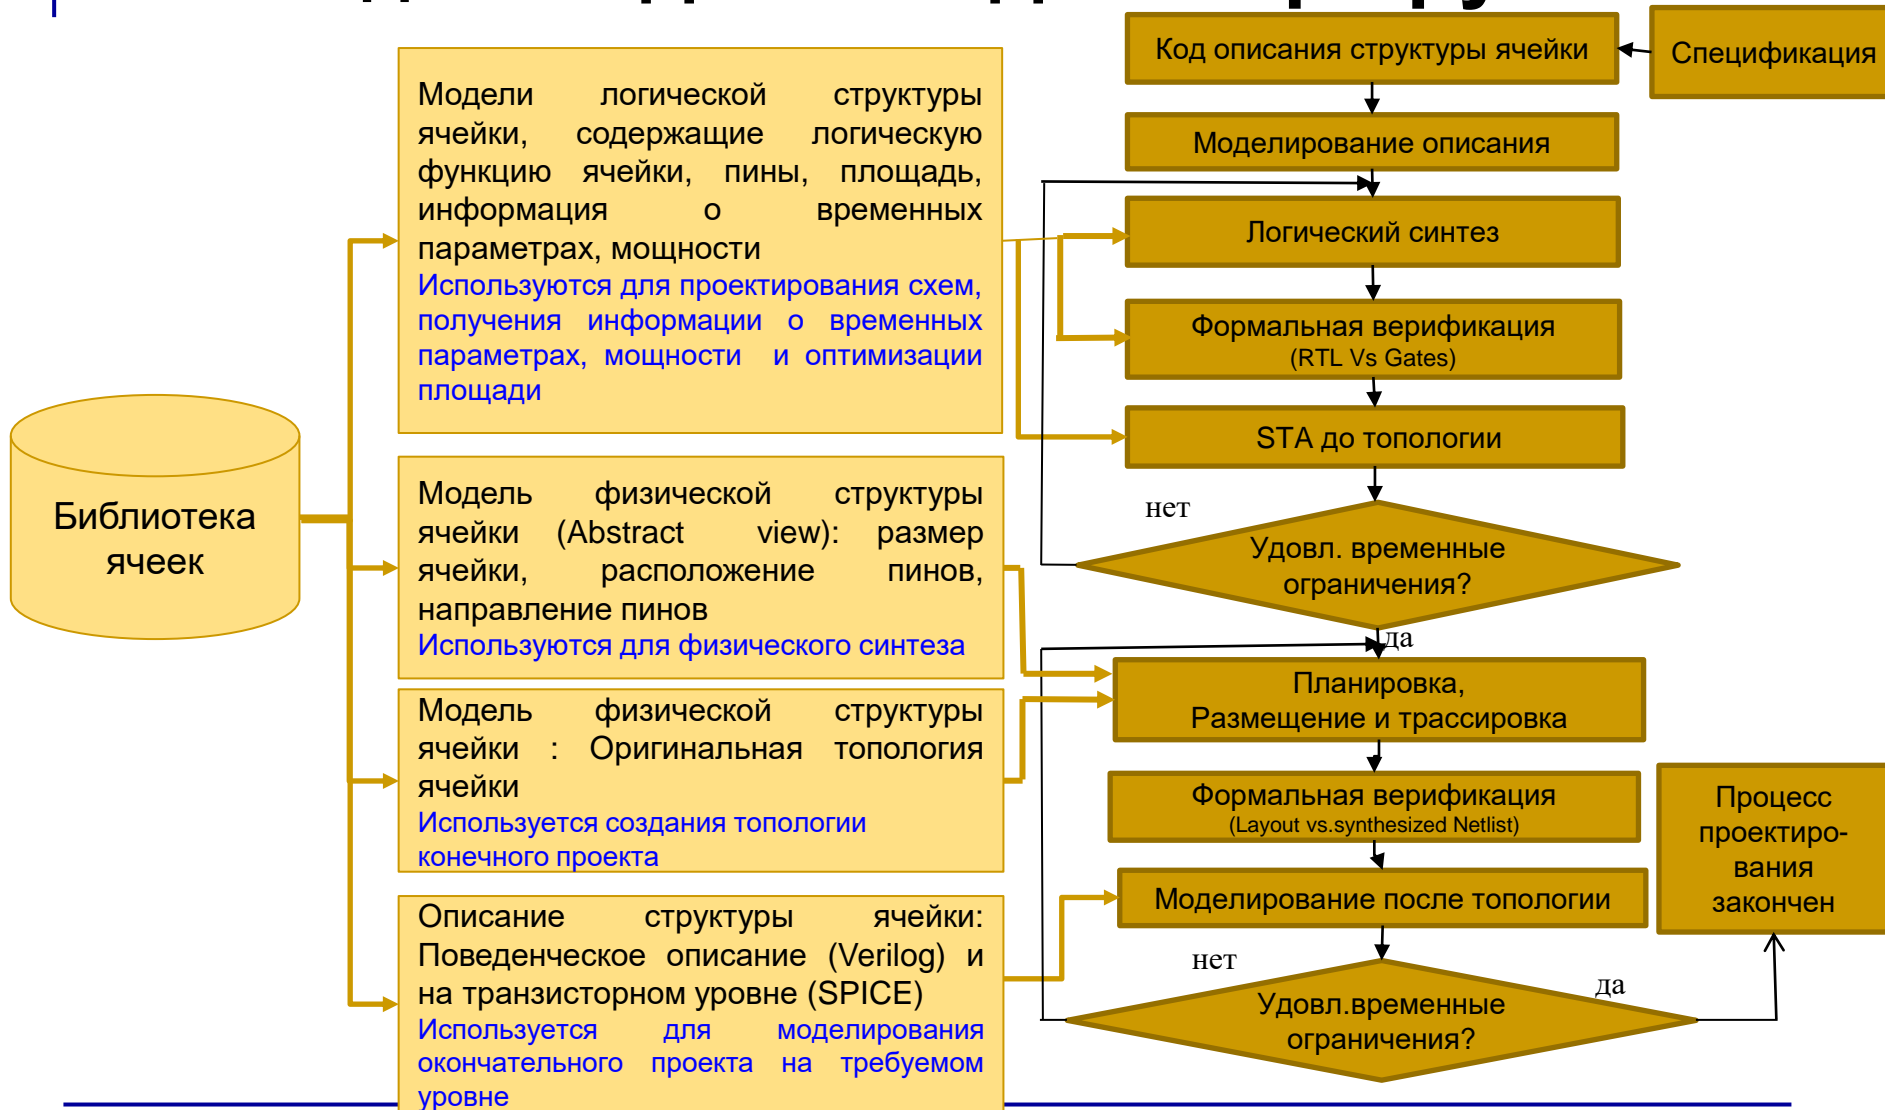 Код описания структуры ячейки
Спецификация
Моделирование описания
Логический синтез
Формальная верификация
(RTL Vs Gates)
STA до топологии
нет
Удовл. временные
ограничения?
да
Планировка,
Размещение и трассировка
Формальная верификация
(Layout vs.synthesized Netlist)
Моделирование после топологии
нет
Удовл.временные
ограничения?
да
Процесс
проектиро-
вания
закончен
Библиотека
ячеек
Модели логической структуры
ячейки, содержащие логическую
функцию ячейки, пины, площадь,
информация о временных
параметрах, мощности
Используются для проектирования схем,
получения информации о временных
параметрах, мощности и оптимизации
площади
Модель физической структуры
ячейки (Abstract view): размер
ячейки, расположение пинов,
направление пинов
Используются для физического синтеза
Модель физической структуры
ячейки : Оригинальная топология
ячейки
Используется создания топологии
конечного проекта
Описание структуры ячейки:
Поведенческое описание (Verilog) и
на транзисторном уровне (SPICE)
Используется для моделирования
окончательного проекта на требуемом
уровне